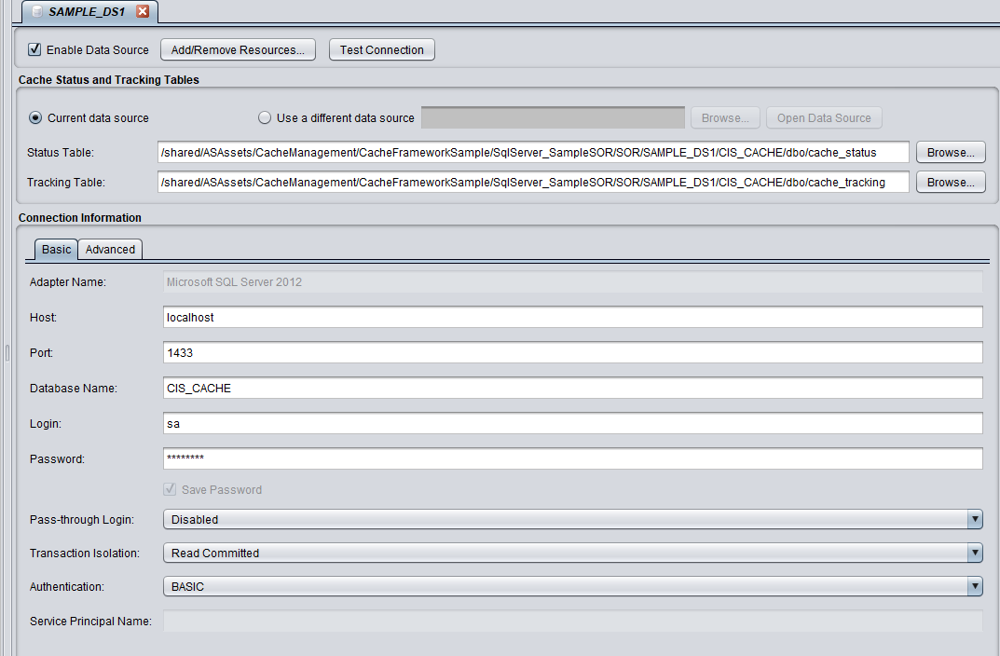 SAMPLE_DS1
Enable Data Source Add/Remove Resources... Test Connection
Cache Status and Tracking Tables
Current data source Use a different data source Browse... Open Data Source
Status Table: /shared/ASAssets/CacheManagement/CacheFrameworkSample/SqlServer_SampleSOR/SOR/SAMPLE_DS1/CIS_CACHE/dbo/cache_status Browse...
Tracking Table: /shared/ASAssets/CacheManagement/CacheFrameworkSample/SqlServer_SampleSOR/SOR/SAMPLE_DS1/CIS_CACHE/dbo/cache_tracking Browse...
Connection Information
Basic Advanced
Adapter Name: Microsoft SQL Server 2012
Host: localhost
Port: 1433
Database Name: CIS_CACHE
Login: sa
Password: ********
Save Password
Pass-through Login: Disabled
Transaction Isolation: Read Committed
Authentication: BASIC
Service Principal Name: